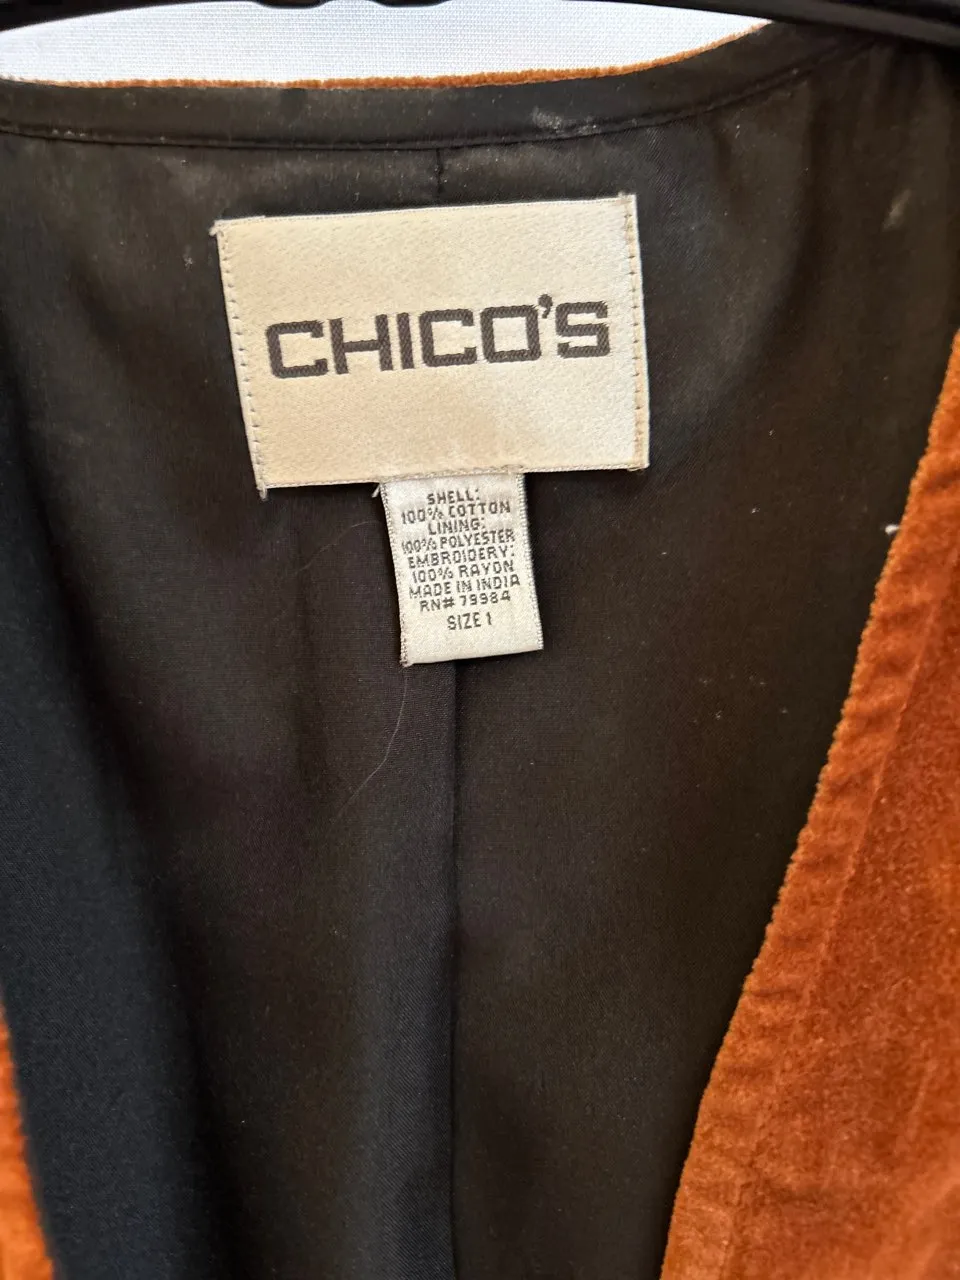 CHICO'S
SHELL:
100% COTTON
LINING:
100% POLYESTER
EMBROIDERY:
100% RAYON
MADE IN INDIA
RN# 79984
SIZE 1